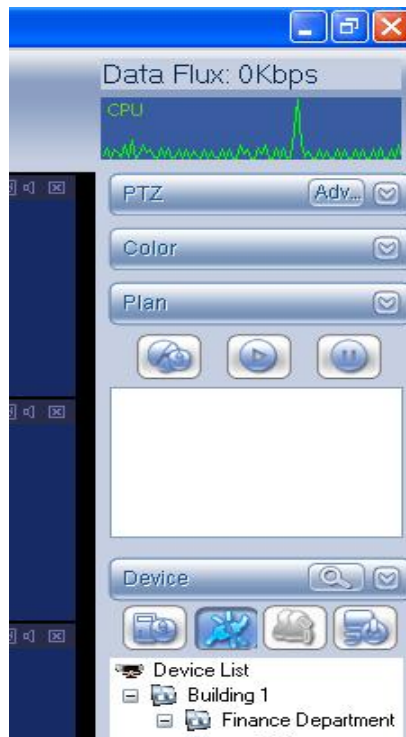 Data Flux: 0Kbps
CPU
PTZ
Adv...
Color
Plan
Device
Device List
Building 1
Finance Department